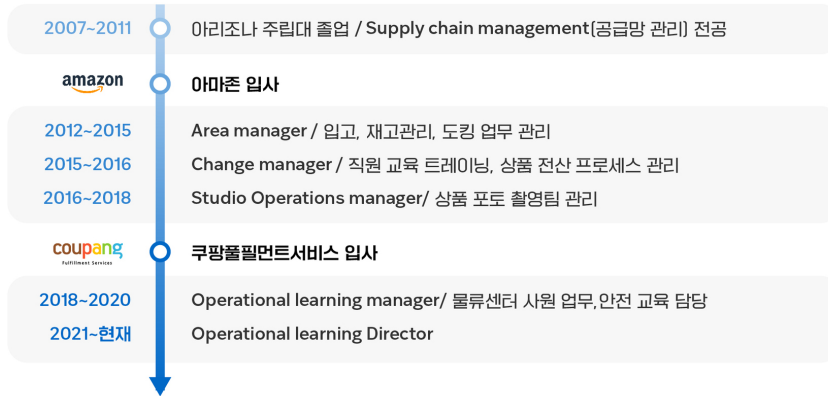 2007~2011 아리조나 주립대 졸업 / Supply chain management(공급망 관리) 전공
amazon 아마존 입사
2012~2015 Area manager / 입고, 재고관리, 도킹 업무 관리
2015~2016 Change manager / 직원 교육 트레이닝, 상품 전산 프로세스 관리
2016~2018 Studio Operations manager/ 상품 포토 촬영팀 관리
coupang 쿠팡풀필먼트서비스 입사
Fulfillment Services
2018~2020 Operational learning manager/ 물류센터 사원 업무,안전 교육 담당
2021~현재 Operational learning Director